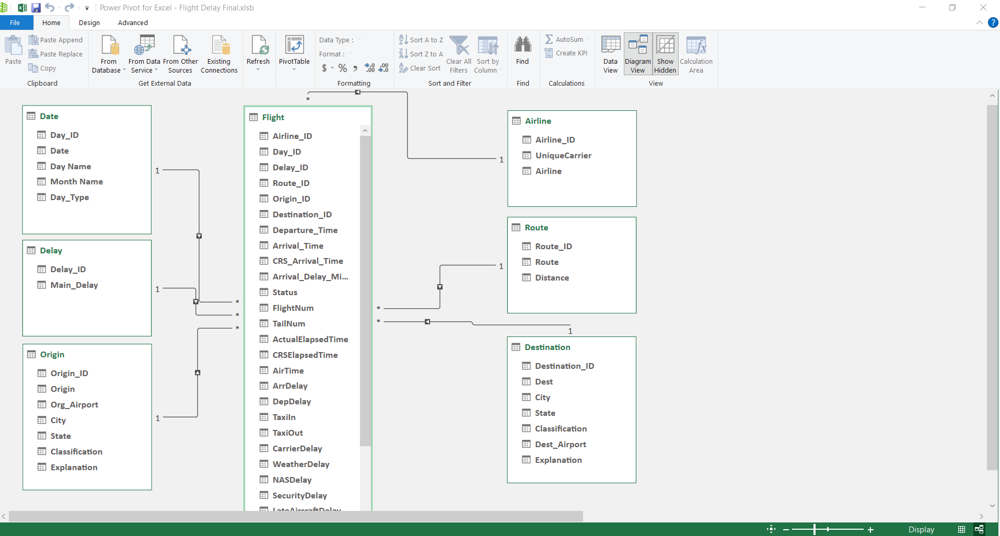 Power Pivot for Excel - Flight Delay Final.xlsb
File Home Design Advanced
Paste
Paste Append
Paste Replace
Copy
Clipboard
From Database
From Data Service
From Other Sources
Existing Connections
Get External Data
Refresh
PivotTable
Data Type :
Format :
$ % , .00 .00
Formatting
Sort A to Z
Sort Z to A
Clear Sort
Clear All Filters
Sort by Column
Sort and Filter
Find
Find
AutoSum
Create KPI
Calculations
Data View
Diagram View
Show Hidden
Calculation Area
View
Date
Day_ID
Date
Day Name
Month Name
Day_Type
1
*
Delay
Delay_ID
Main_Delay
1
*
Origin
Origin_ID
Origin
Org_Airport
City
State
Classification
Explanation
1
*
*
Flight
Airline_ID
Day_ID
Delay_ID
Route_ID
Origin_ID
Destination_ID
Departure_Time
Arrival_Time
CRS_Arrival_Time
Arrival_Delay_Mi...
Status
FlightNum
TailNum
ActualElapsedTime
CRSElapsedTime
AirTime
ArrDelay
DepDelay
TaxiIn
TaxiOut
CarrierDelay
WeatherDelay
NASDelay
SecurityDelay
LateAircraftDelay
1
Airline
Airline_ID
UniqueCarrier
Airline
*
1
Route
Route_ID
Route
Distance
*
1
Destination
Destination_ID
Dest
City
State
Classification
Dest_Airport
Explanation
Display